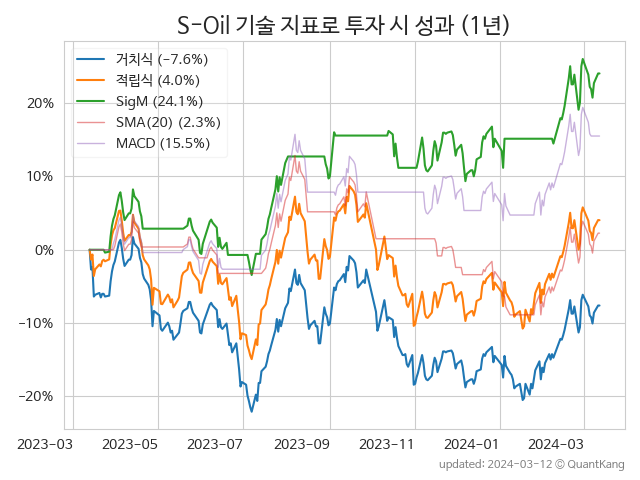 S-Oil 기술 지표로 투자 시 성과 (1년)
거치식 (-7.6%)
적립식 (4.0%)
SigM (24.1%)
SMA(20) (2.3%)
MACD (15.5%)
20%
10%
0%
-10%
-20%
2023-03 2023-05 2023-07 2023-09 2023-11 2024-01 2024-03
updated: 2024-03-12 © QuantKang